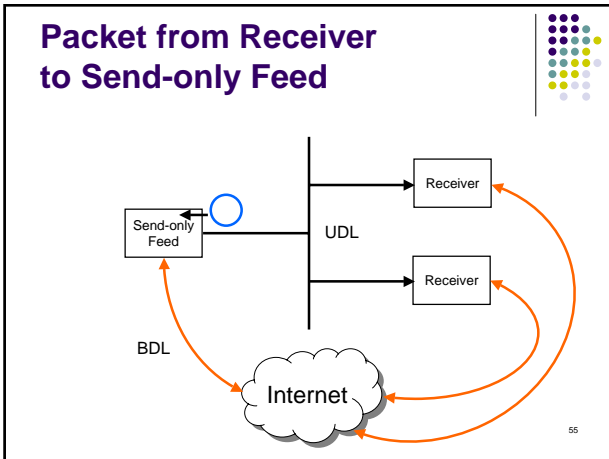 Packet from Receiver
to Send-only Feed
Receiver
Send-only
Feed
UDL
Receiver
BDL
Internet
55